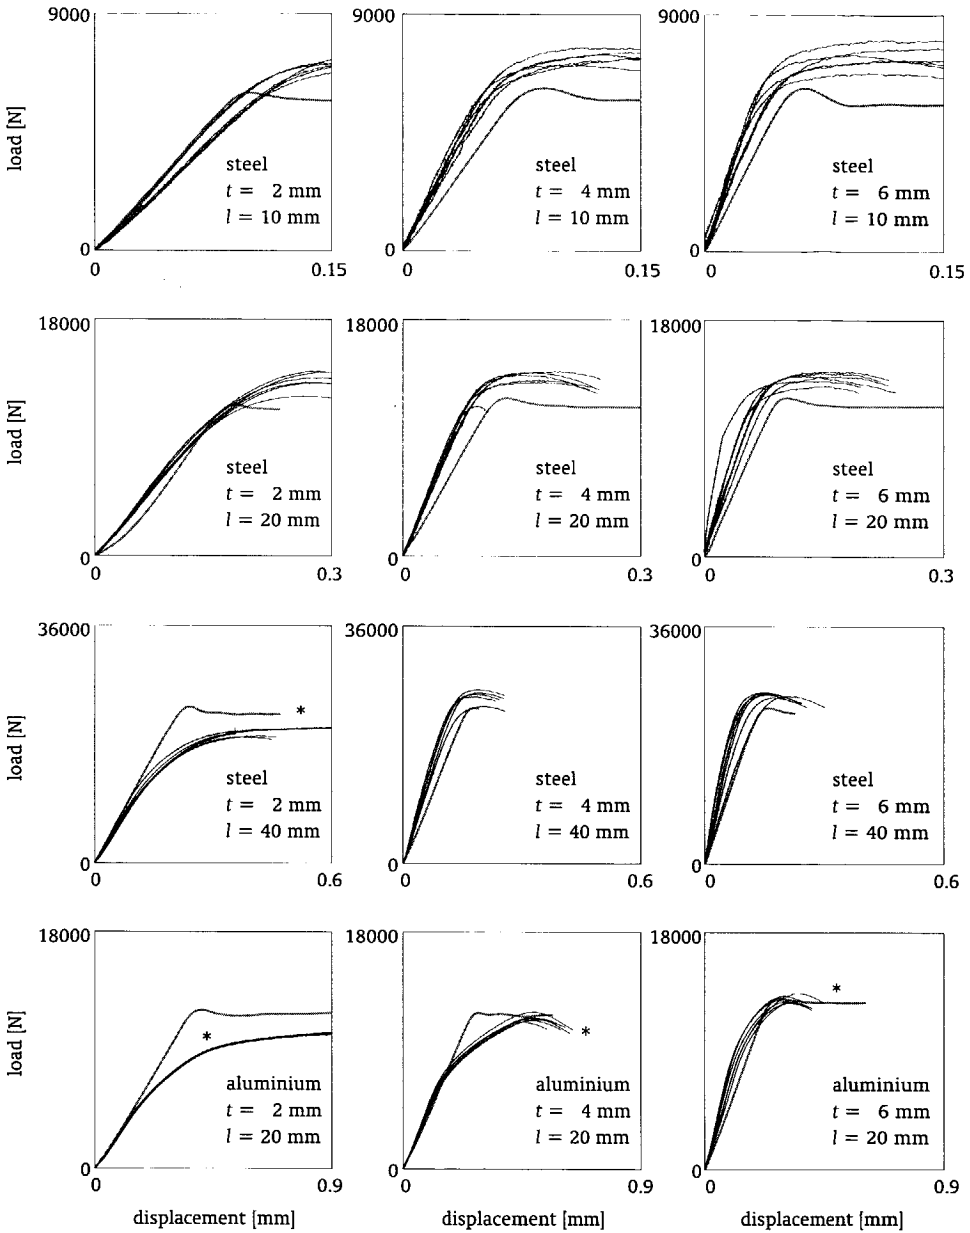 9000
load [N]
steel
t = 2 mm
l = 10 mm
0
0
0.15
9000
steel
t = 4 mm
l = 10 mm
0
0
0.15
9000
steel
t = 6 mm
l = 10 mm
0
0
0.15
18000
load [N]
steel
t = 2 mm
l = 20 mm
0
0
0.3
18000
steel
t = 4 mm
l = 20 mm
0
0
0.3
18000
steel
t = 6 mm
l = 20 mm
0
0
0.3
36000
load [N]
*
steel
t = 2 mm
l = 40 mm
0
0
0.6
36000
steel
t = 4 mm
l = 40 mm
0
0
0.6
36000
steel
t = 6 mm
l = 40 mm
0
0
0.6
18000
load [N]
*
aluminium
t = 2 mm
l = 20 mm
0
0
0.9
displacement [mm]
18000
*
aluminium
t = 4 mm
l = 20 mm
0
0
0.9
displacement [mm]
18000
*
aluminium
t = 6 mm
l = 20 mm
0
0
0.9
displacement [mm]